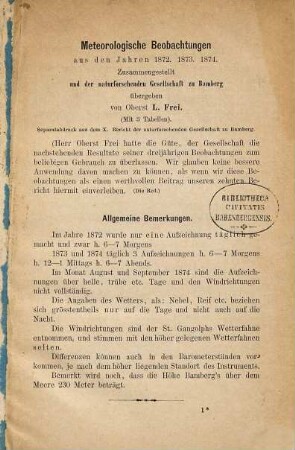 Meteorologische Beobachtungen
aus den Jahren 1872. 1873. 1874.
Zusammengestellt
und der naturforschenden Gesellschaft zu Bamberg
übergeben
von Oberst L. Frei.
(Mit 3 Tabellen).
Separatabdruck aus dem X. Bericht der naturforschenden Gesellschaft zu Bamberg.
(Herr Oberst Frei hatte die Güte, der Gesellschaft die
nachstehenden Resultate seiner dreijährigen Beobachtungen zum
beliebigen Gebrauch zu überlassen. Wir glauben keine bessere
Anwendung davon machen zu können, als wenn wir diese Beo-
bachtungen als einen werthvollen Beitrag unserem zehnten Be-
richt hiermit einverleiben. (Die Red.)
BIBLIOTHECA
CIVITATIS
BABENBERGENSIS.
Allgemeine Bemerkungen.
Im Jahre 1872 wurde nur eine Aufzeichnung täglich ge-
macht und zwar h. 6—7 Morgens
1873 und 1874 täglich 3 Aufzeichnungen h. 6—7 Morgens
h. 12—1 Mittags h. 6—7 Abends.
Im Monat August und September 1874 sind die Aufzeich-
nungen über helle, trübe etc. Tage und den Windrichtungen
nicht vollständig.
Die Angaben des Wetters, als: Nebel, Reif etc. beziehen
sich grösstentheils nur auf die Tage und nicht auch auf die
Nacht.
Die Windrichtungen sind der St. Gangolphs Wetterfahne
entnommen, und stimmen mit den höher gelegenen Wetterfahnen
selten.
Differenzen können auch in den Barometerständen vor-
kommen, je nach dem höher liegenden Standort des Instruments.
Bemerkt wird noch, dass die Höhe Bamberg's über dem
Meere 230 Meter beträgt.
1*